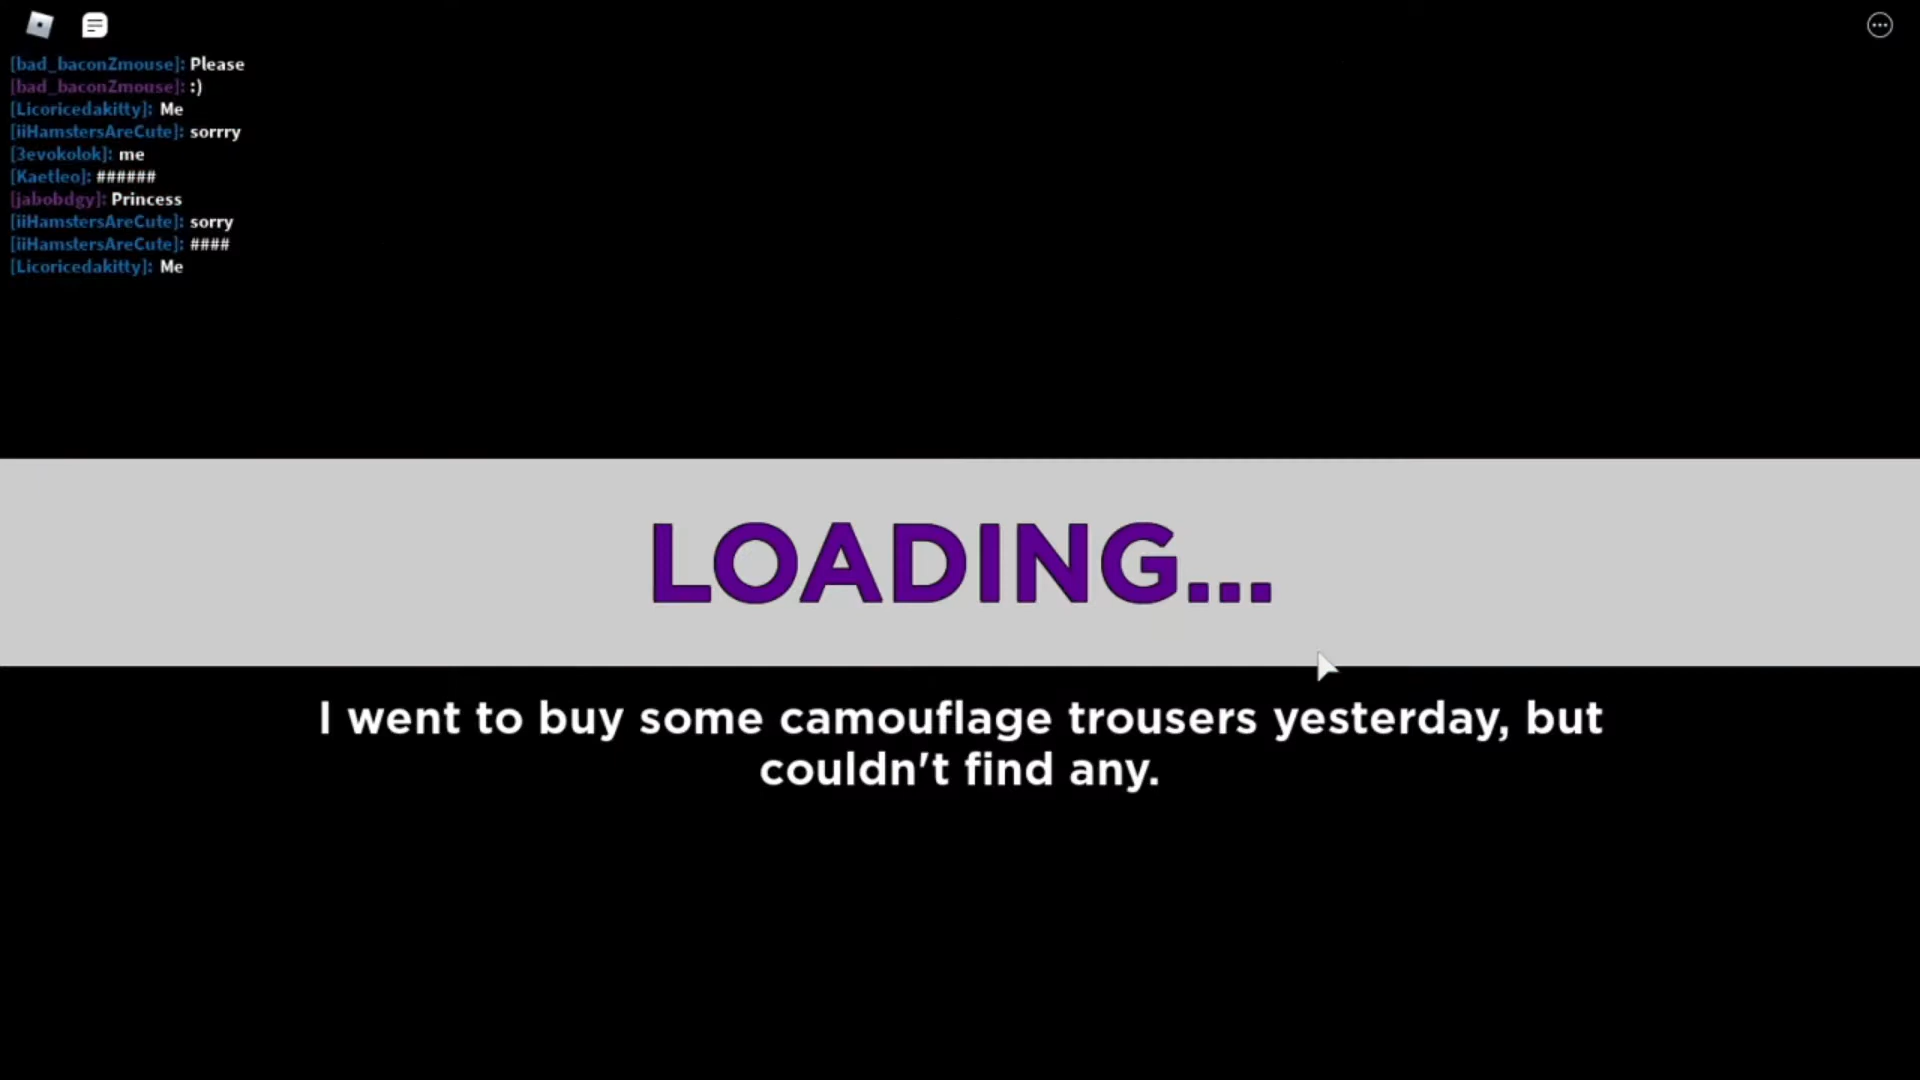 [bad_baconZmouse]: Please
[bad_baconZmouse]: :)
[Licoricedakitty]: Me
[iiHamstersAreCute]: sorrry
[3evokolok]: me
[Kaetleo]: ######
[jabobdgy]: Princess
[iiHamstersAreCute]: sorry
[iiHamstersAreCute]: ####
[Licoricedakitty]: Me
LOADING...
I went to buy some camouflage trousers yesterday, but
couldn't find any.